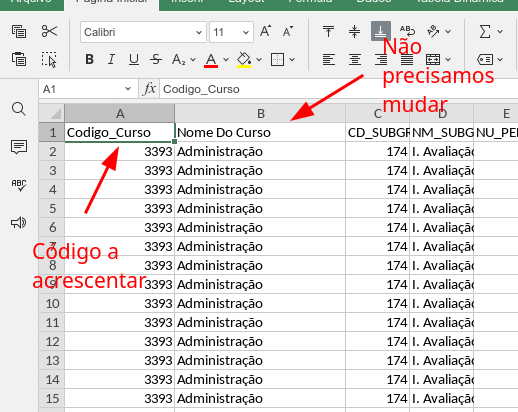 Arquivo Página Inicial Inserir Layout Fórmula Dados Tabela Dinâmica
Calibri 11 A A
B I U S A A
Não
precisamos
mudar
A1 fx Codigo_Curso
A B C D E
1 Codigo_Curso Nome Do Curso CD_SUBGR NM_SUBG NU_PE
2 3393 Administração 174 I. Avaliação
3 3393 Administração 174 I. Avaliação
4 3393 Administração 174 I. Avaliação
5 3393 Administração 174 I. Avaliação
6 3393 Administração 174 I. Avaliação
Código a
acrescentar
7 3393 Administração 174 I. Avaliação
8 3393 Administração 174 I. Avaliação
9 3393 Administração 174 I. Avaliação
10 3393 Administração 174 I. Avaliação
11 3393 Administração 174 I. Avaliação
12 3393 Administração 174 I. Avaliação
13 3393 Administração 174 I. Avaliação
14 3393 Administração 174 I. Avaliação
15 3393 Administração 174 I. Avaliação